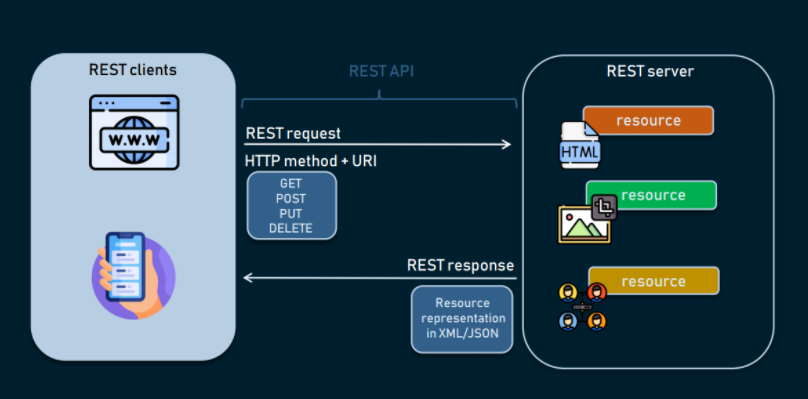 REST clients
W.W.W
REST API
REST request
HTTP method + URI
GET
POST
PUT
DELETE
REST response
Resource
representation
in XML/JSON
REST server
resource
HTML
resource
resource